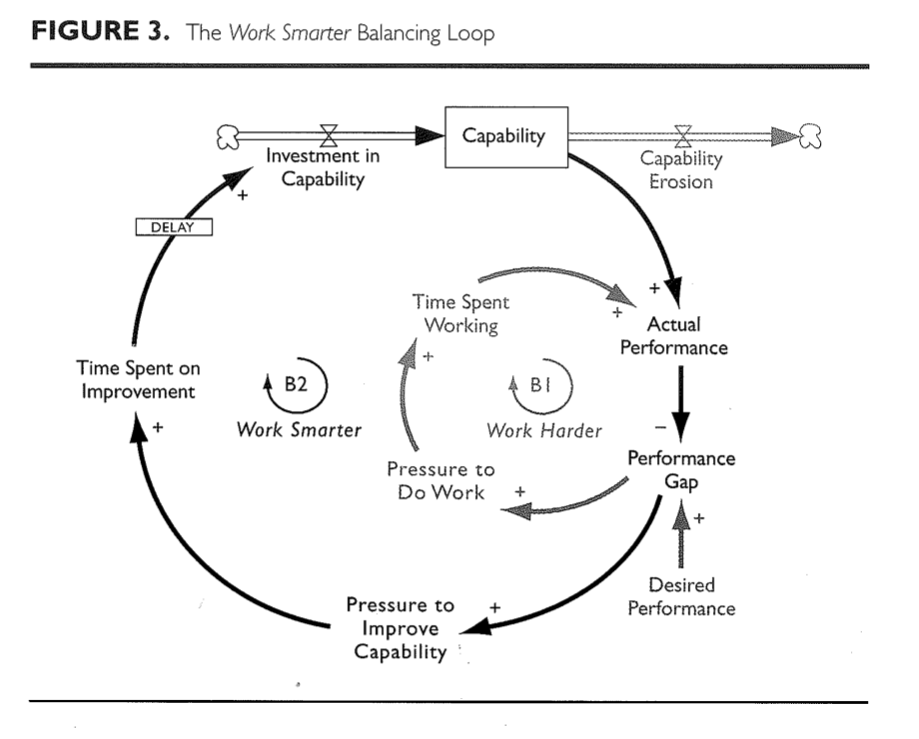 FIGURE 3. The Work Smarter Balancing Loop
Capability
Investment in
Capability
Capability
Erosion
+
DELAY
Time Spent
Working
+
+
Actual
Performance
+
Time Spent on
Improvement
+
B2
Work Smarter
B1
Work Harder
−
Performance
Gap
Pressure to
Do Work
+
+
Desired
Performance
Pressure to
Improve
Capability
+